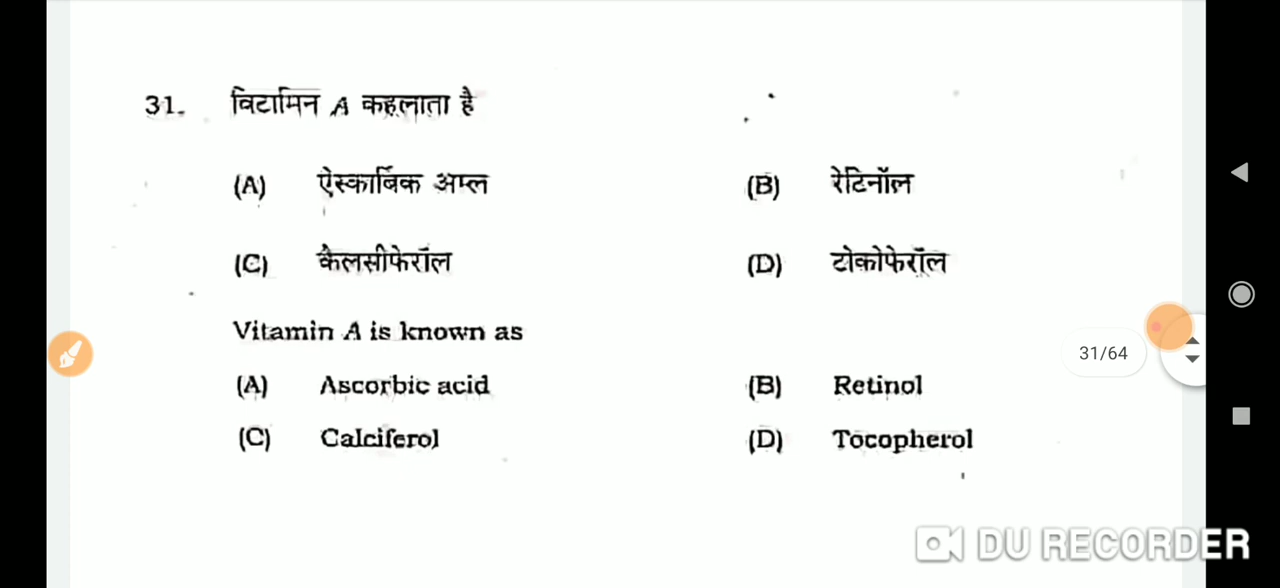 31. विटामिन A कहलाता है
(A) ऐस्कार्बिक अम्ल (B) रेटिनॉल
(C) कैलसीफेरॉल (D) टोकोफेरॉल
Vitamin A is known as
(A) Ascorbic acid (B) Retinol
(C) Calciferol (D) Tocopherol
31/64
DU RECORDER